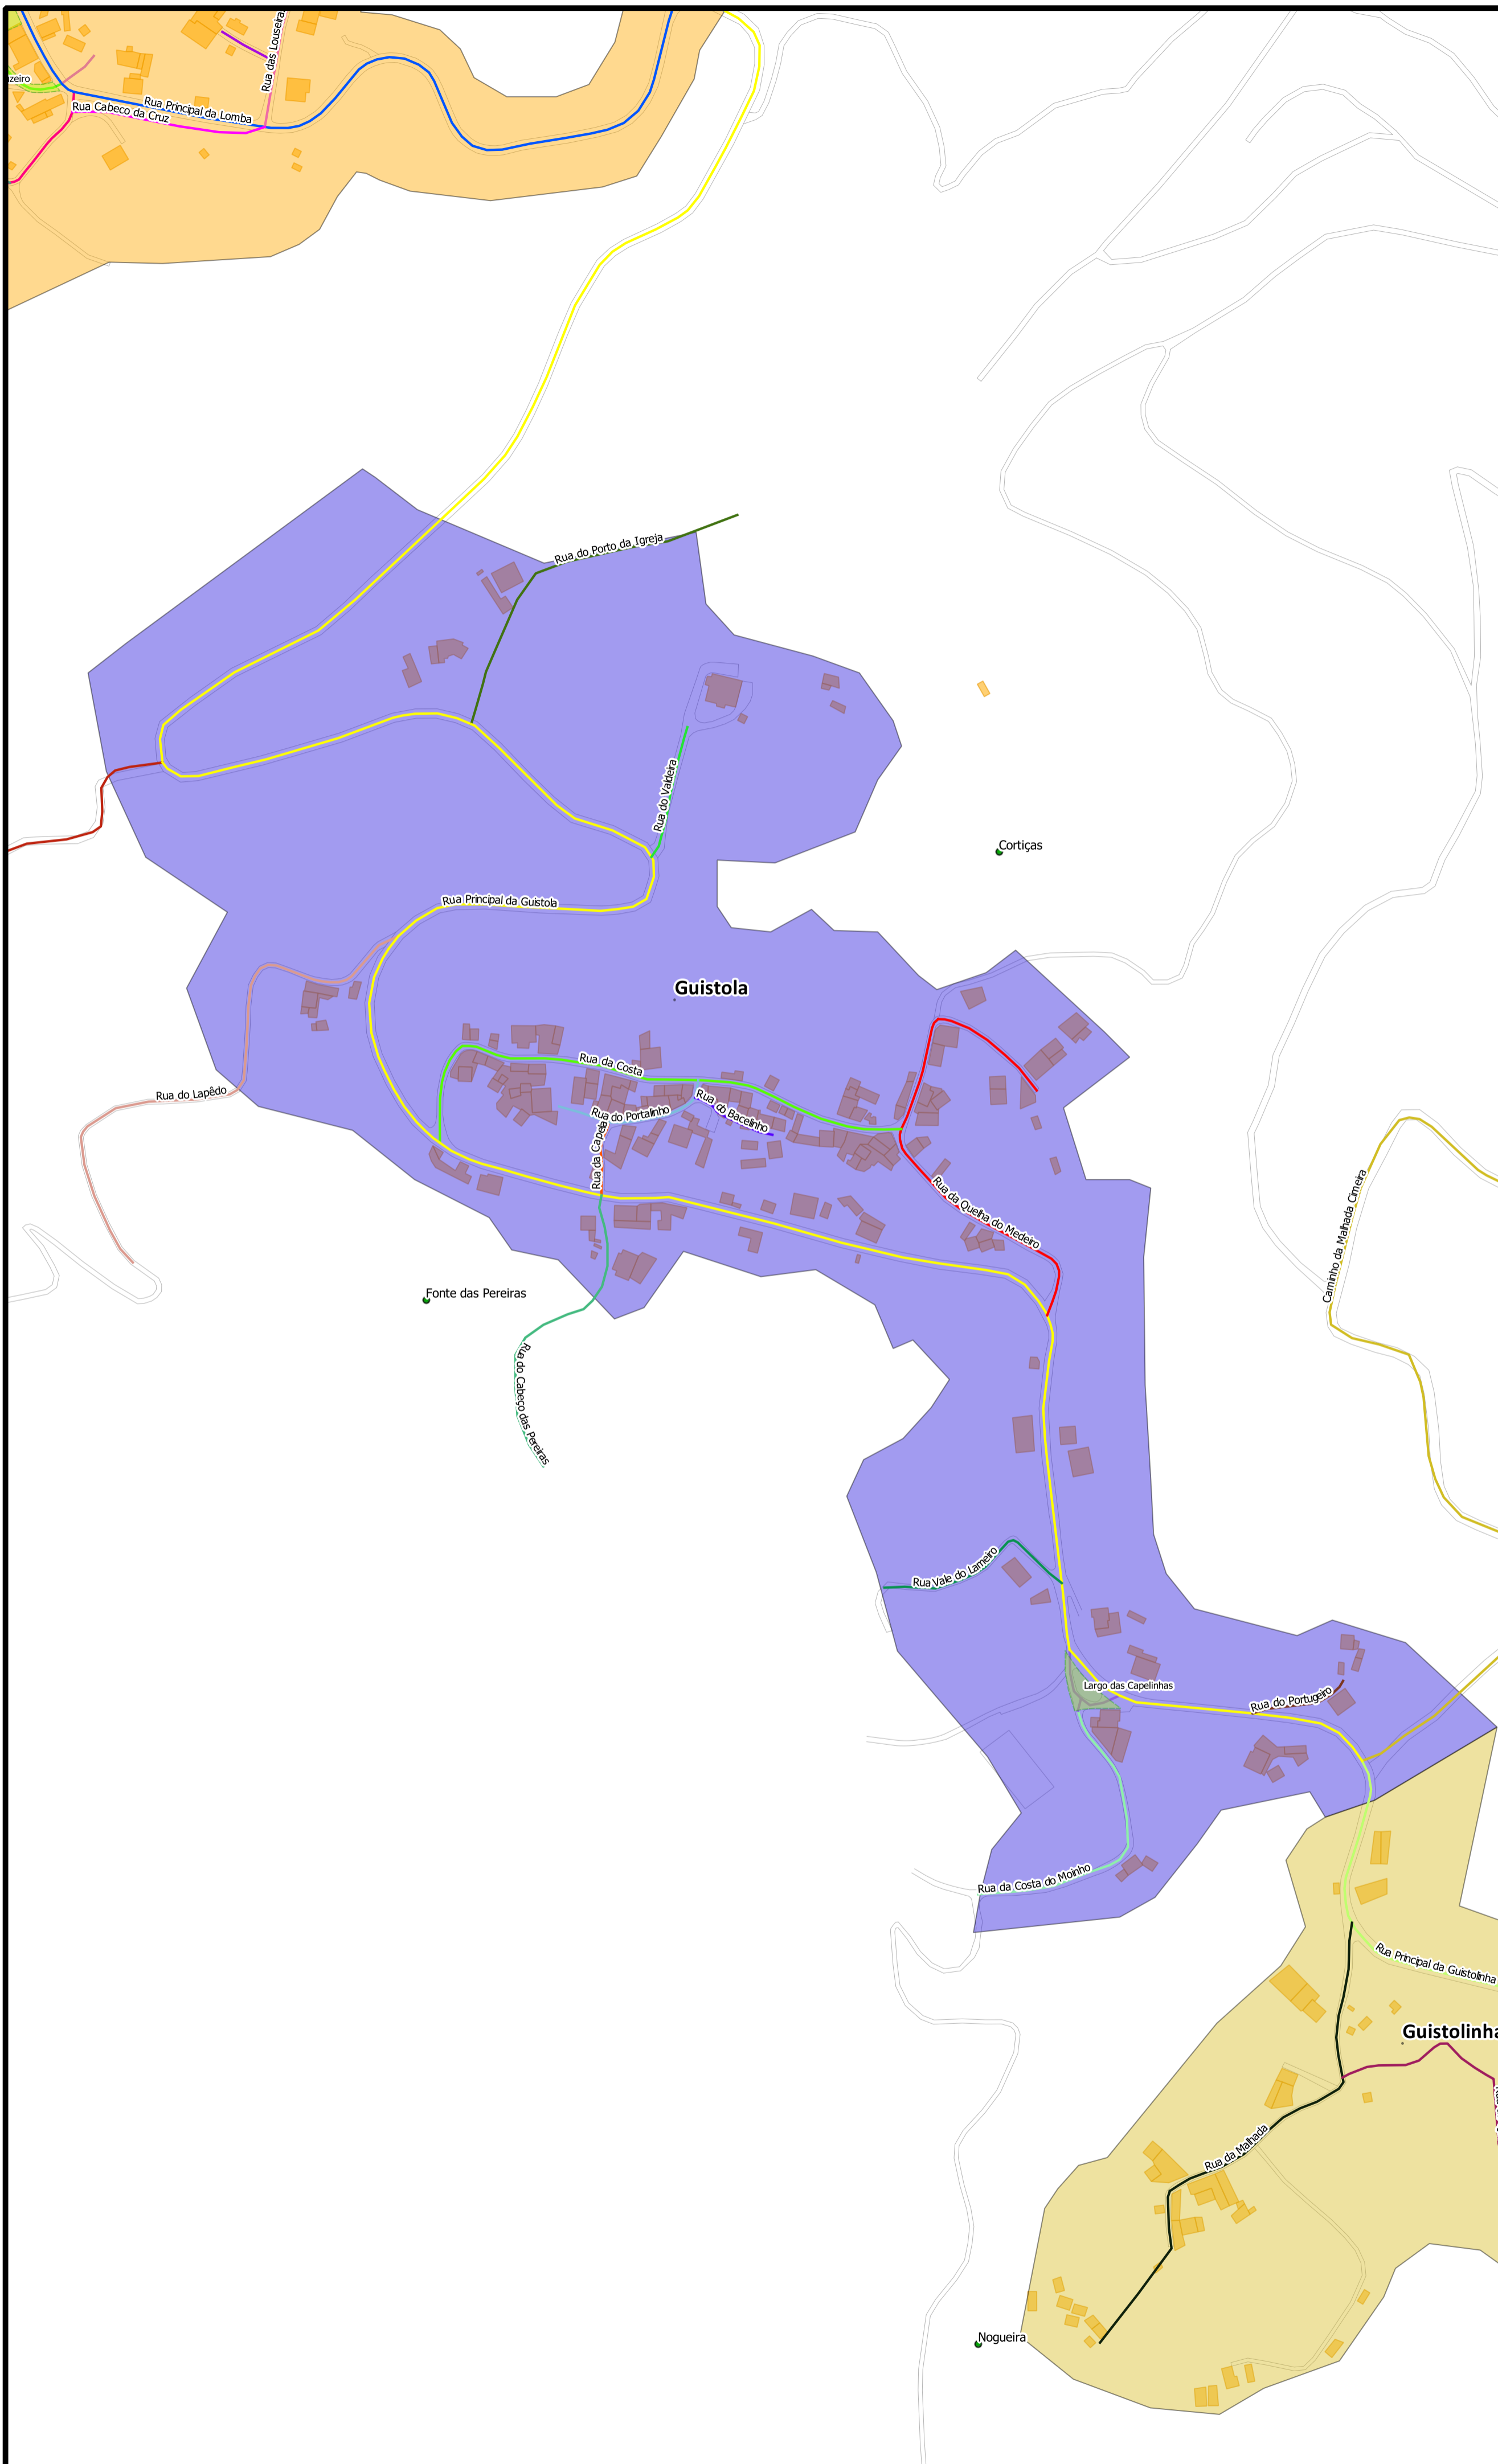 Rua das Louseira
zeiro
Rua Principal da Lomba
Rua Cabeco da Cruz
Rua do Porto da Igreja
Rua do Valdeira
Cortiças
Rua Principal da Guistola
Guistola
Rua da Costa
Rua do Lapêdo
Rua do Portalinho
Rua do Bacelinho
Rua da Capela
Rua da Quelha do Medeiro
Caminho da Malhada Cimeira
Fonte das Pereiras
Rua do Cabeço das Pereiras
Rua Vale do Lameiro
Largo das Capelinhas
Rua do Portugeiro
Rua da Costa do Moinho
Rua Principal da Guistolinha
Guistolinha
Rua da Malhada
Nogueira